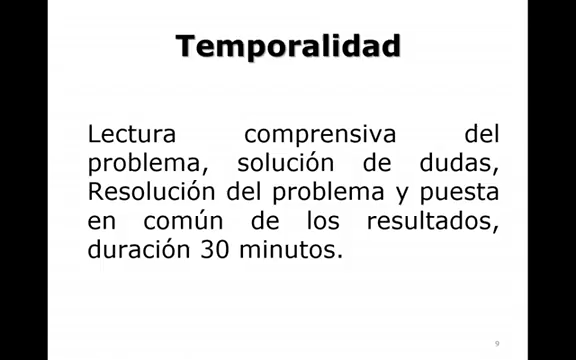 Temporalidad
Lectura comprensiva del
problema, solución de dudas,
Resolución del problema y puesta
en común de los resultados,
duración 30 minutos.
9